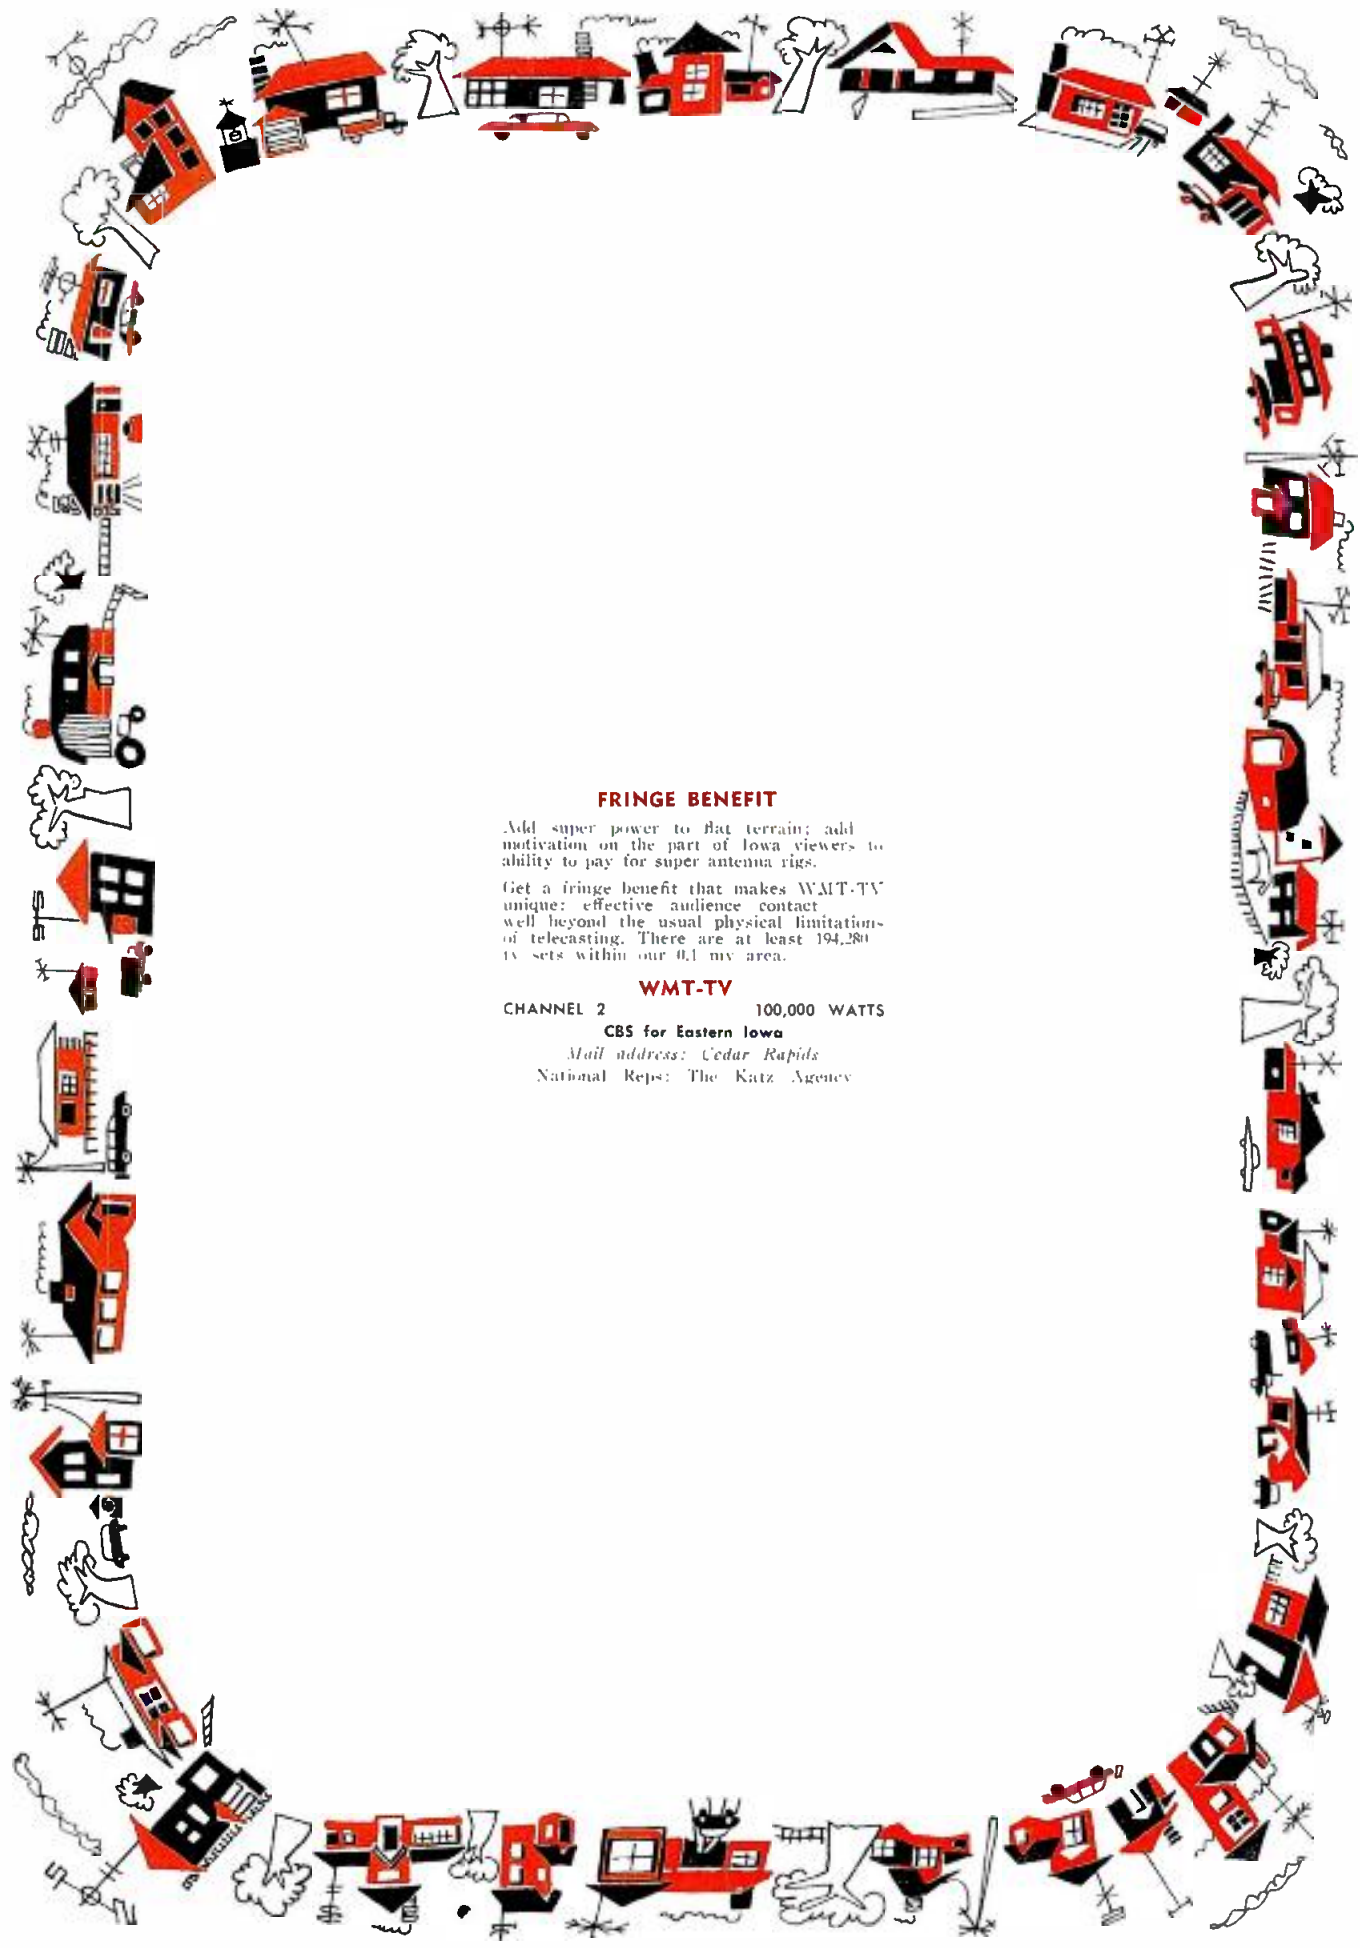 FRINGE BENEFIT
Add super power to flat terrain; add
motivation on the part of Iowa viewers to
ability to pay for super antenna rigs.
Get a fringe benefit that makes WMT-TV
unique: effective audience contact
well beyond the usual physical limitations
of telecasting. There are at least 194,280
tv sets within our 0.1 mv area.
WMT-TV
CHANNEL 2 100,000 WATTS
CBS for Eastern Iowa
Mail address: Cedar Rapids
National Reps: The Katz Agency